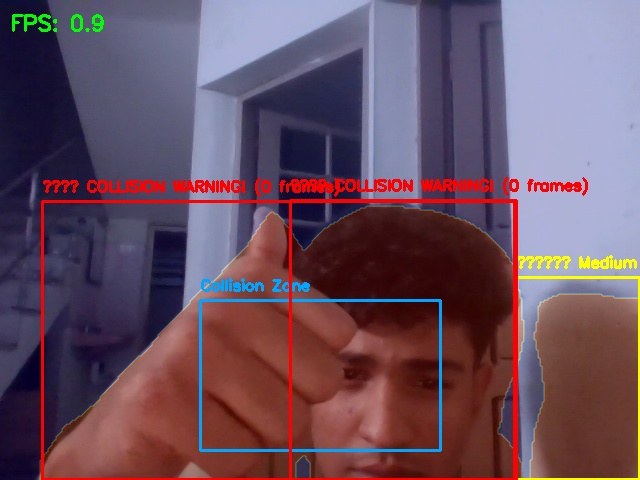 FPS: 0.9
???? COLLISION WARNING! (0 frames)
???? COLLISION WARNING! (0 frames)
?????? Medium
Collision Zone